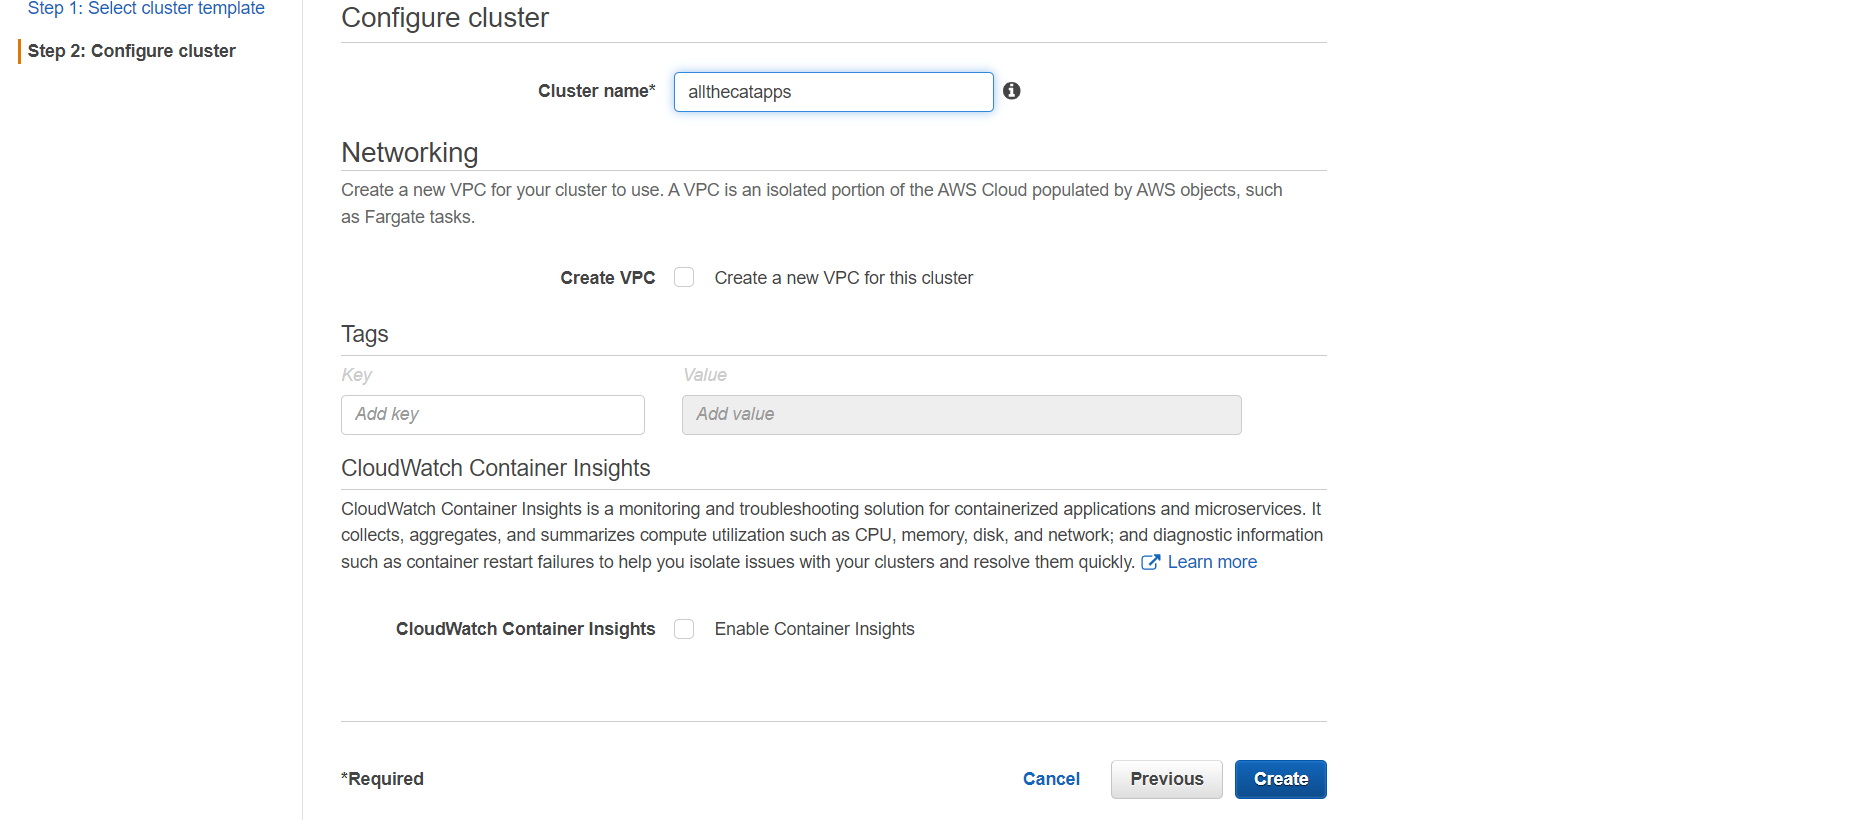 Step 1: Select cluster template
Step 2: Configure cluster
Configure cluster
Cluster name*
allthecatapps
Networking
Create a new VPC for your cluster to use. A VPC is an isolated portion of the AWS Cloud populated by AWS objects, such
as Fargate tasks.
Create VPC
Create a new VPC for this cluster
Tags
Key
Value
Add key
Add value
CloudWatch Container Insights
CloudWatch Container Insights is a monitoring and troubleshooting solution for containerized applications and microservices. It
collects, aggregates, and summarizes compute utilization such as CPU, memory, disk, and network; and diagnostic information
such as container restart failures to help you isolate issues with your clusters and resolve them quickly. Learn more
CloudWatch Container Insights
Enable Container Insights
*Required
Cancel
Previous
Create